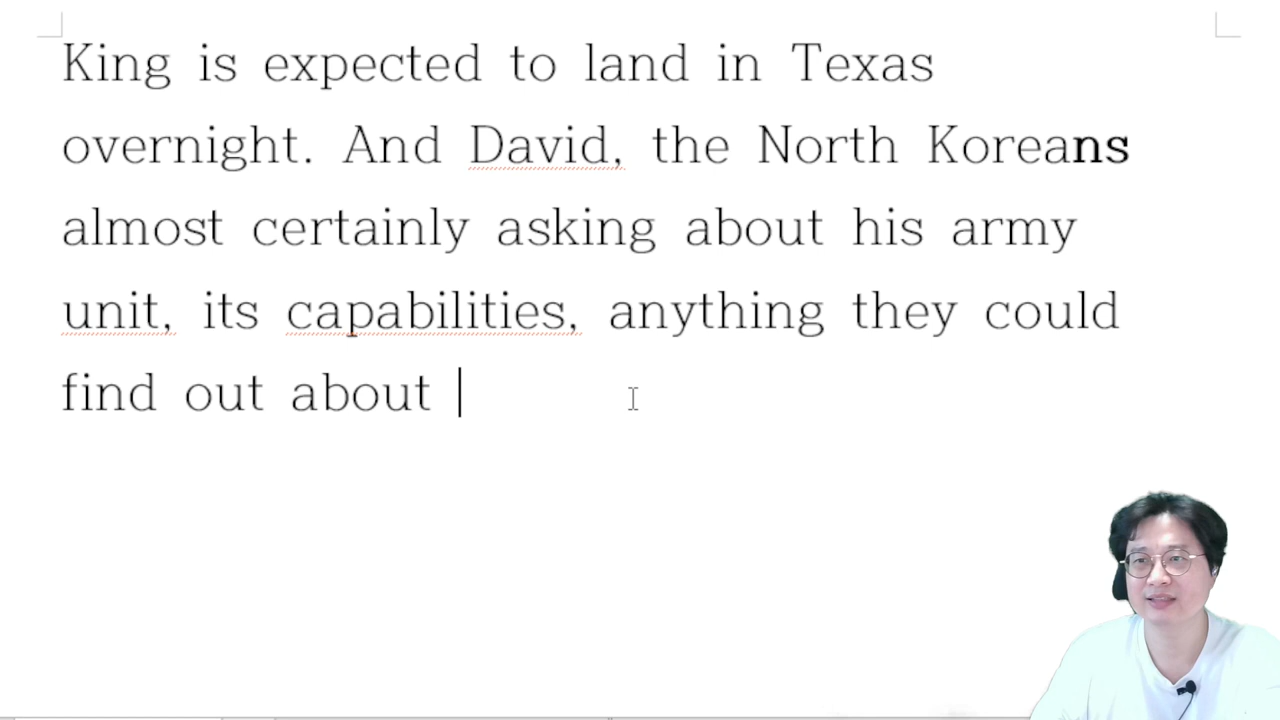 King is expected to land in Texas
overnight. And David, the North Koreans
almost certainly asking about his army
unit, its capabilities, anything they could
find out about